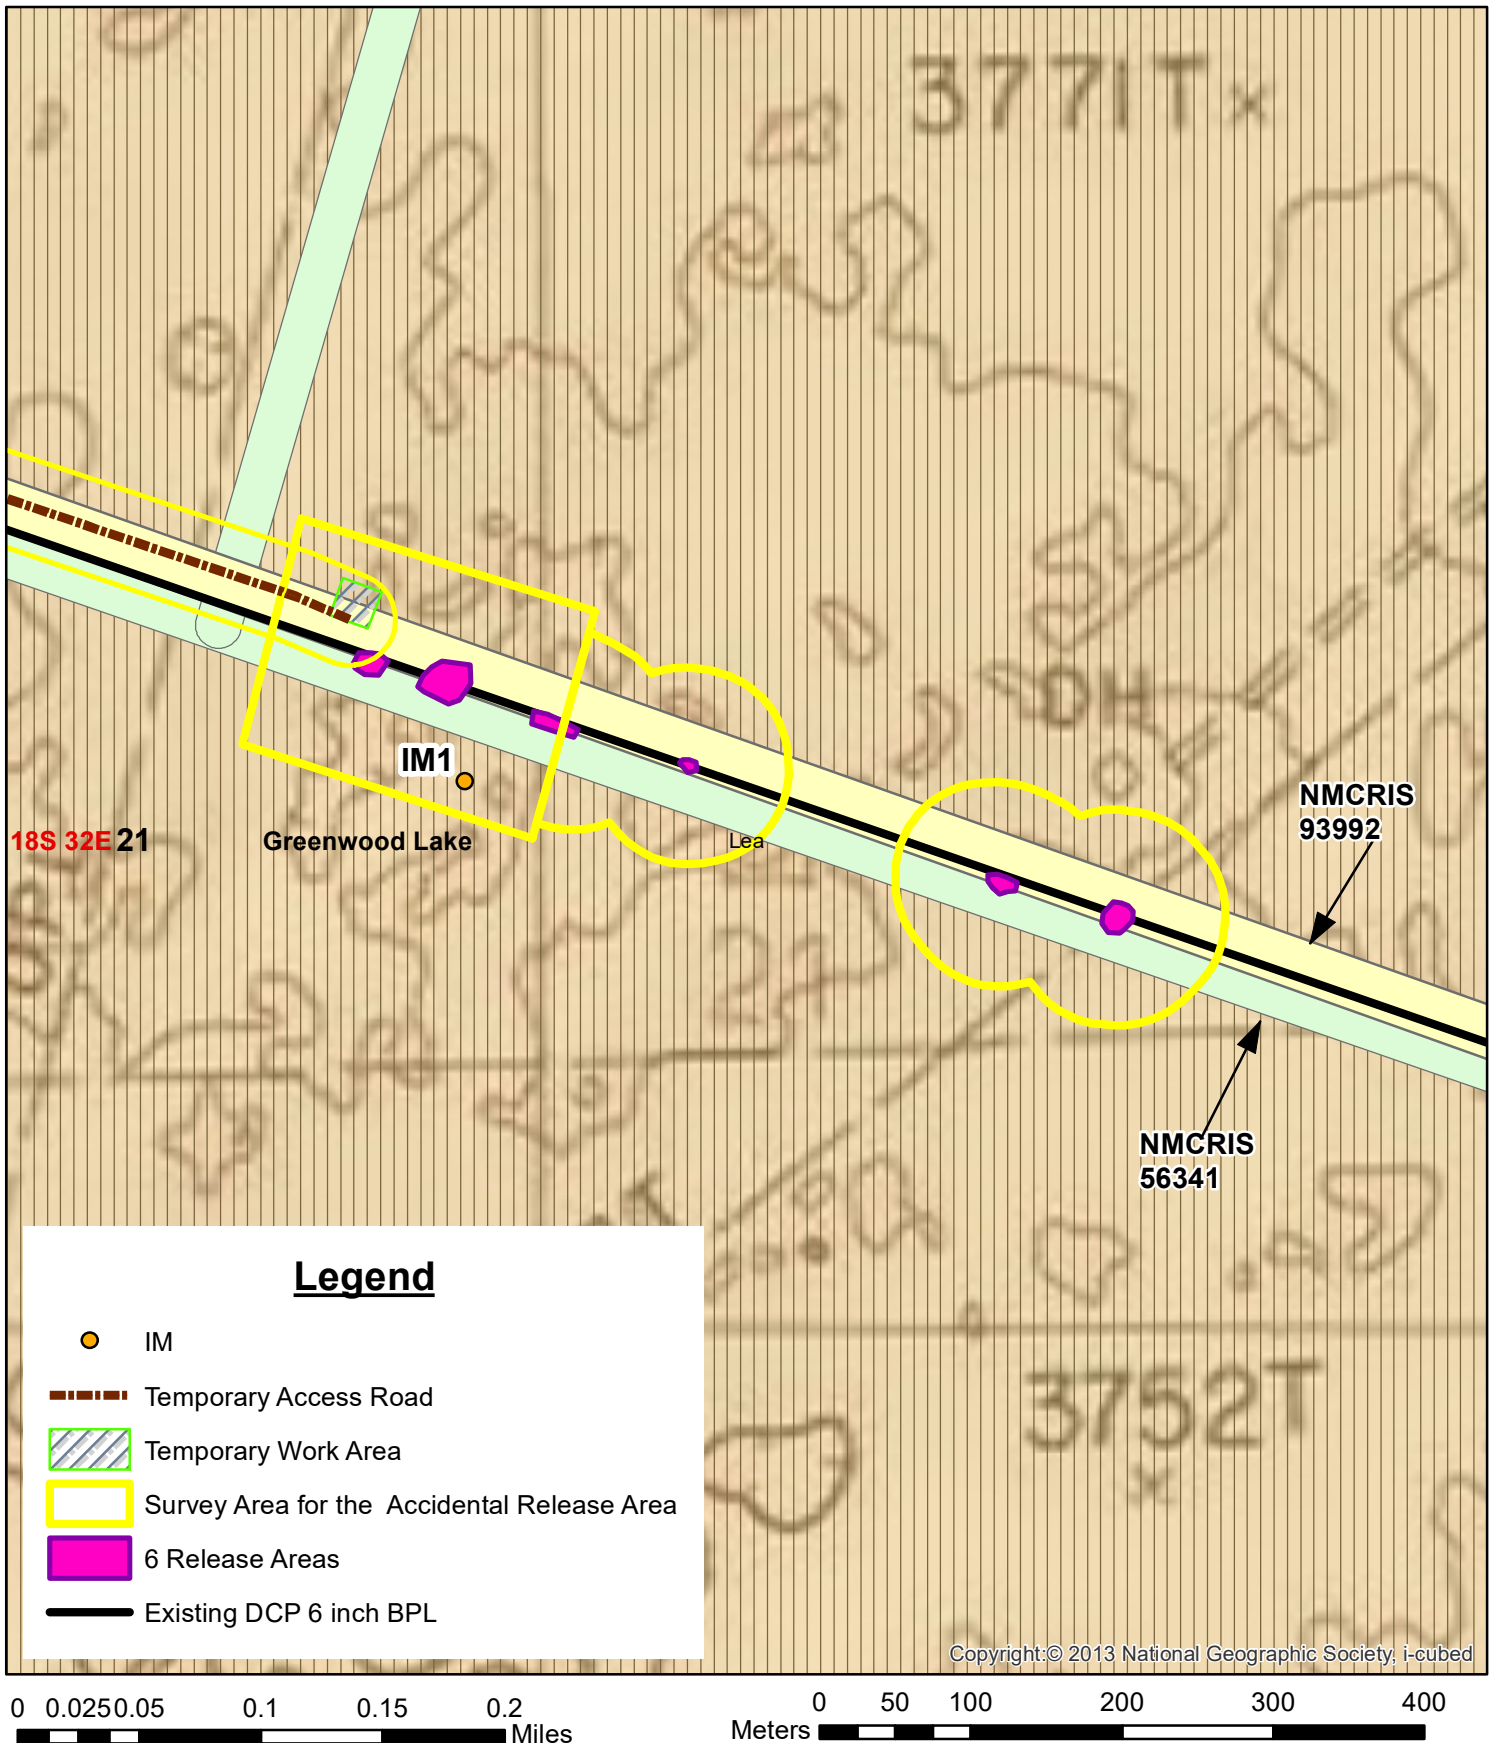 3771T x
NMCRIS
93992
IM1
18S 32E 21
Greenwood Lake
Lea
NMCRIS
56341
Legend
IM
Temporary Access Road
Temporary Work Area
Survey Area for the Accidental Release Area
6 Release Areas
Existing DCP 6 inch BPL
3752T
x
Copyright:© 2013 National Geographic Society, i-cubed
0 0.025 0.05 0.1 0.15 0.2
Miles
0 50 100 200 300 400
Meters